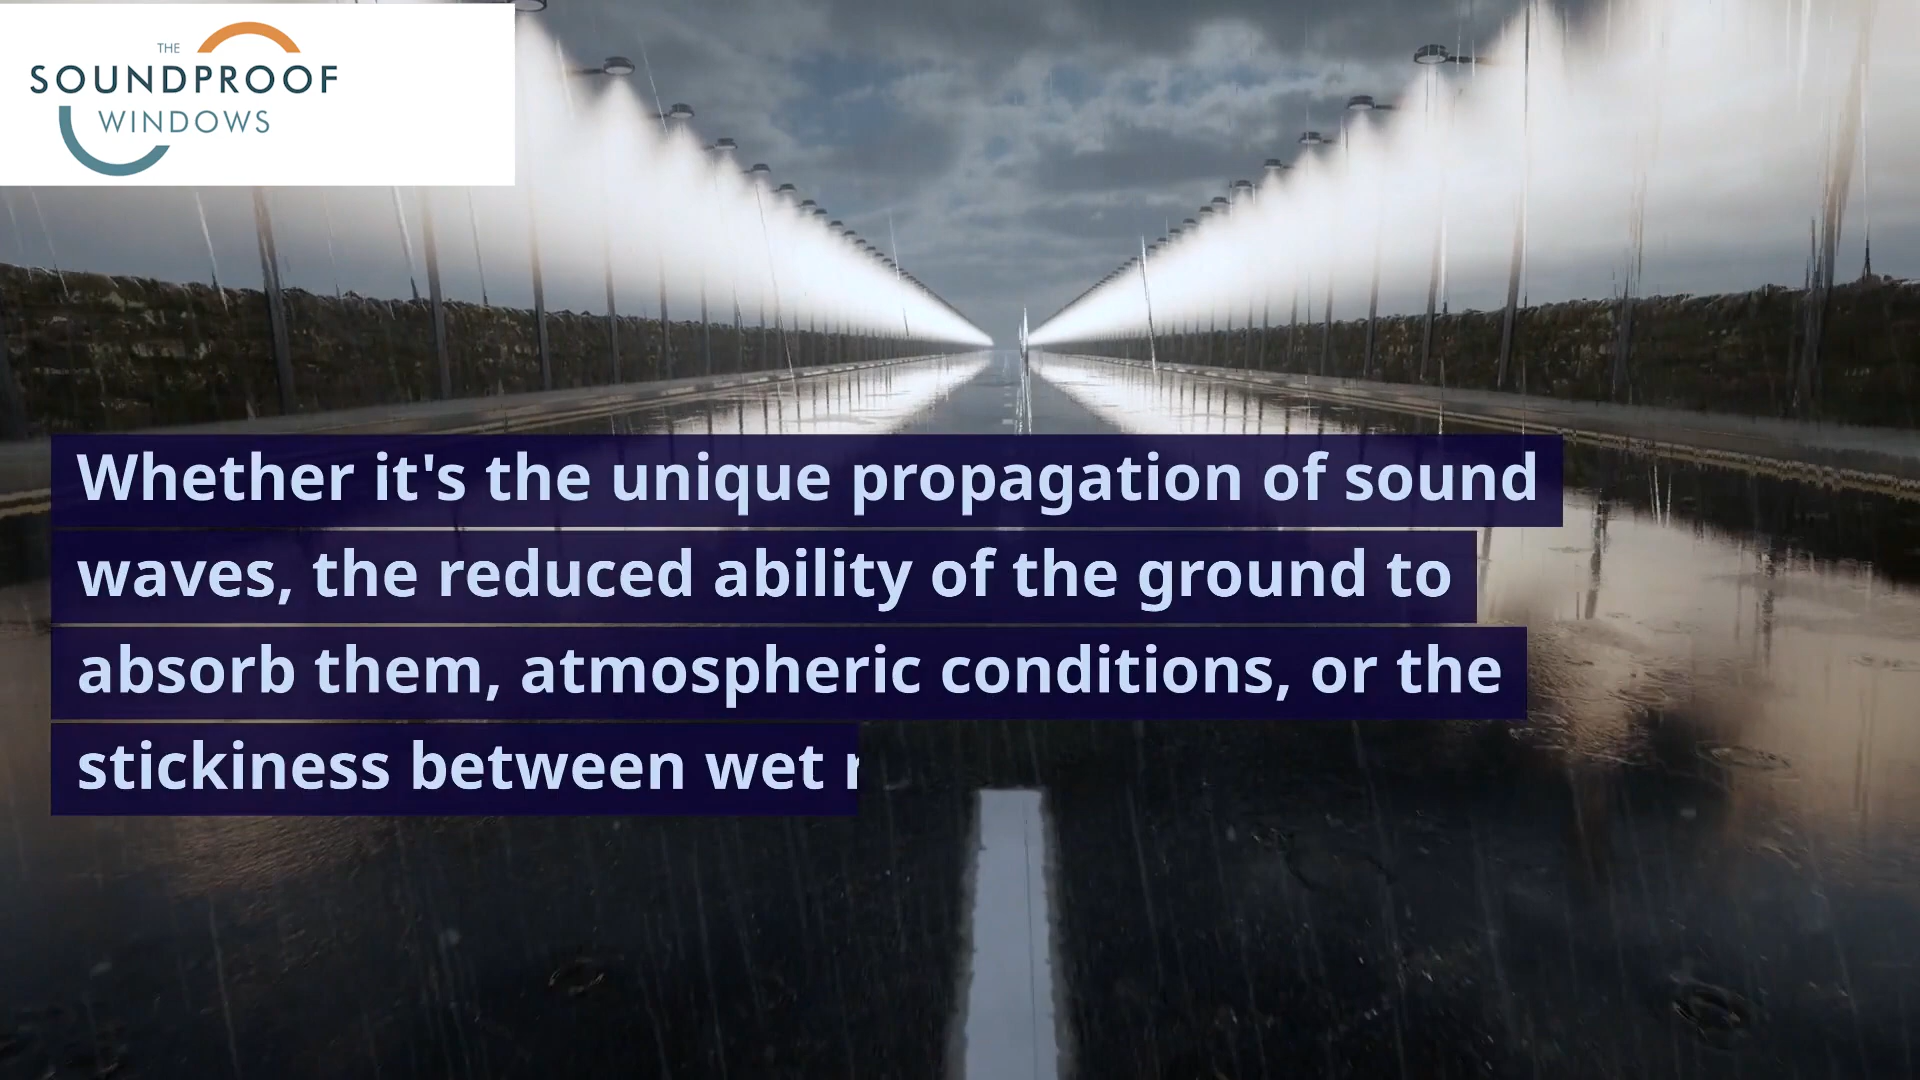 THE
SOUNDPROOF
WINDOWS
Whether it's the unique propagation of sound
waves, the reduced ability of the ground to
absorb them, atmospheric conditions, or the
stickiness between wet